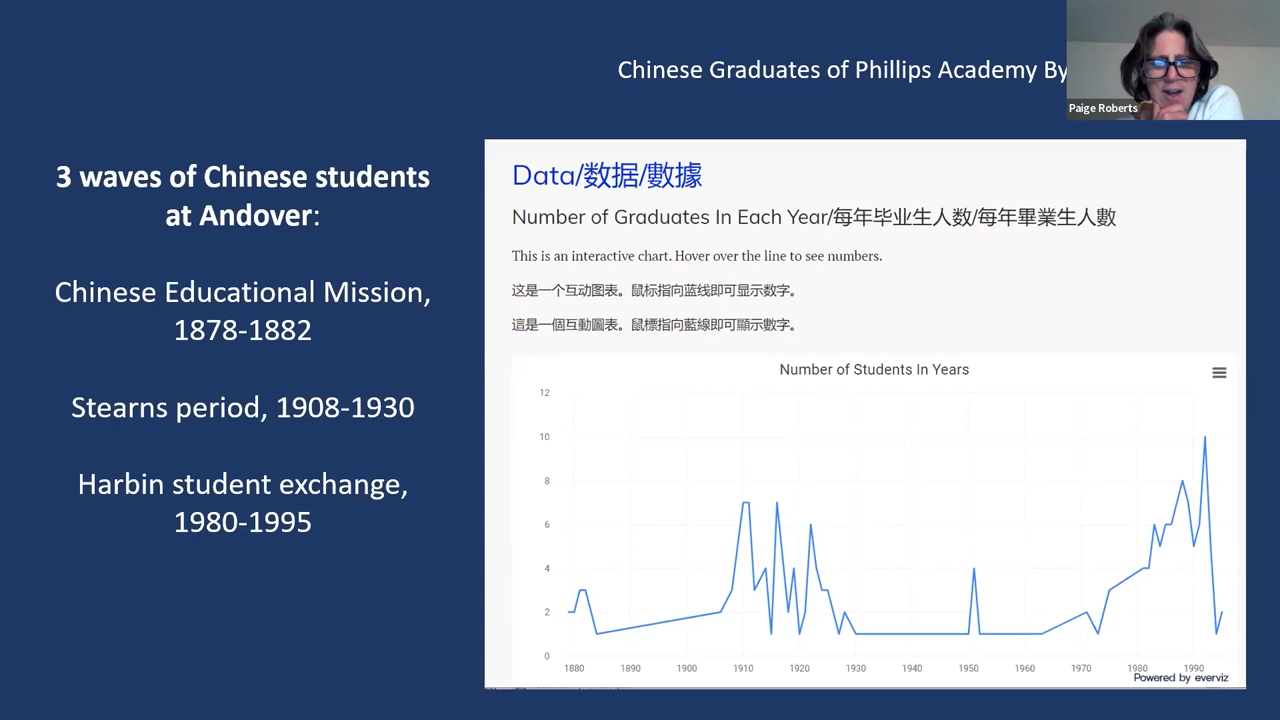 Chinese Graduates of Phillips Academy By
Paige Roberts
3 waves of Chinese students
at Andover:
Chinese Educational Mission,
1878-1882
Stearns period, 1908-1930
Harbin student exchange,
1980-1995
Data/数据/數據
Number of Graduates In Each Year/每年毕业生人数/每年畢業生人數
This is an interactive chart. Hover over the line to see numbers.
这是一个互动图表。鼠标指向蓝线即可显示数字。
這是一個互動圖表。鼠標指向藍線即可顯示數字。
Number of Students In Years
12
10
8
6
4
2
0
1880 1890 1900 1910 1920 1930 1940 1950 1960 1970 1980 1990
Powered by everviz